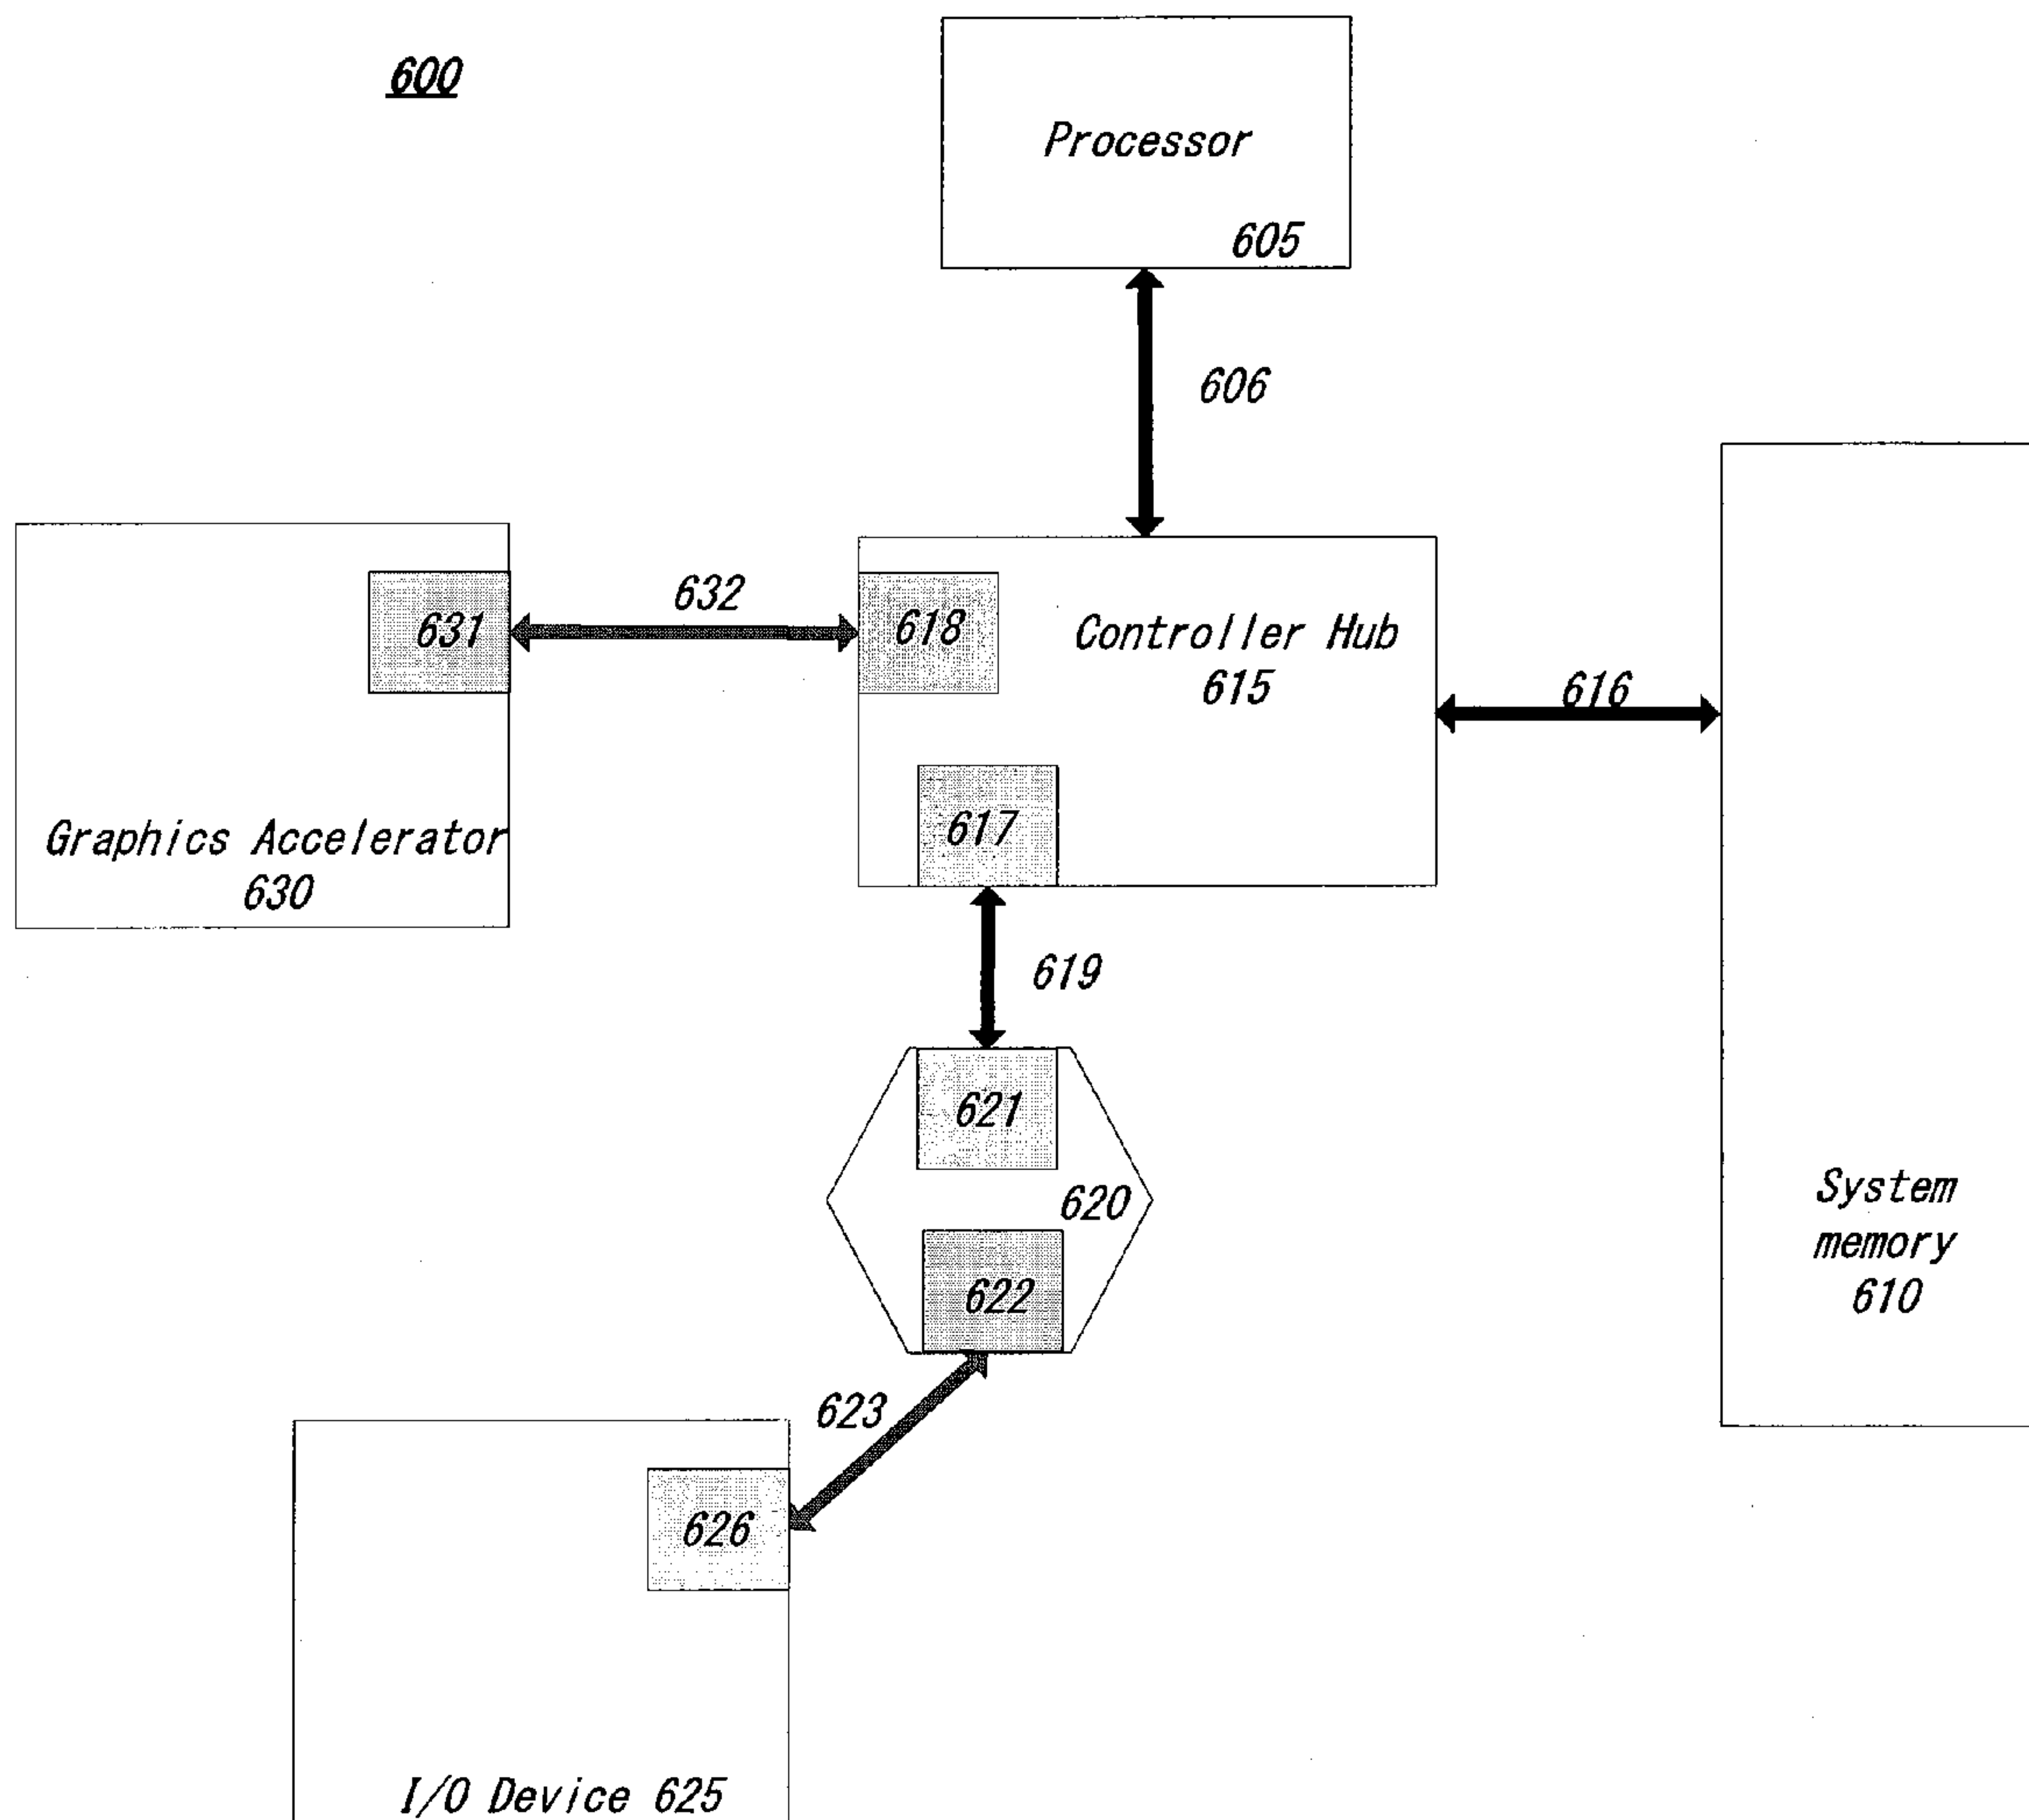 600
Processor
605
606
632
631
618
Controller Hub
615
616
617
Graphics Accelerator
630
619
621
620
System
memory
610
622
623
626
I/O Device 625